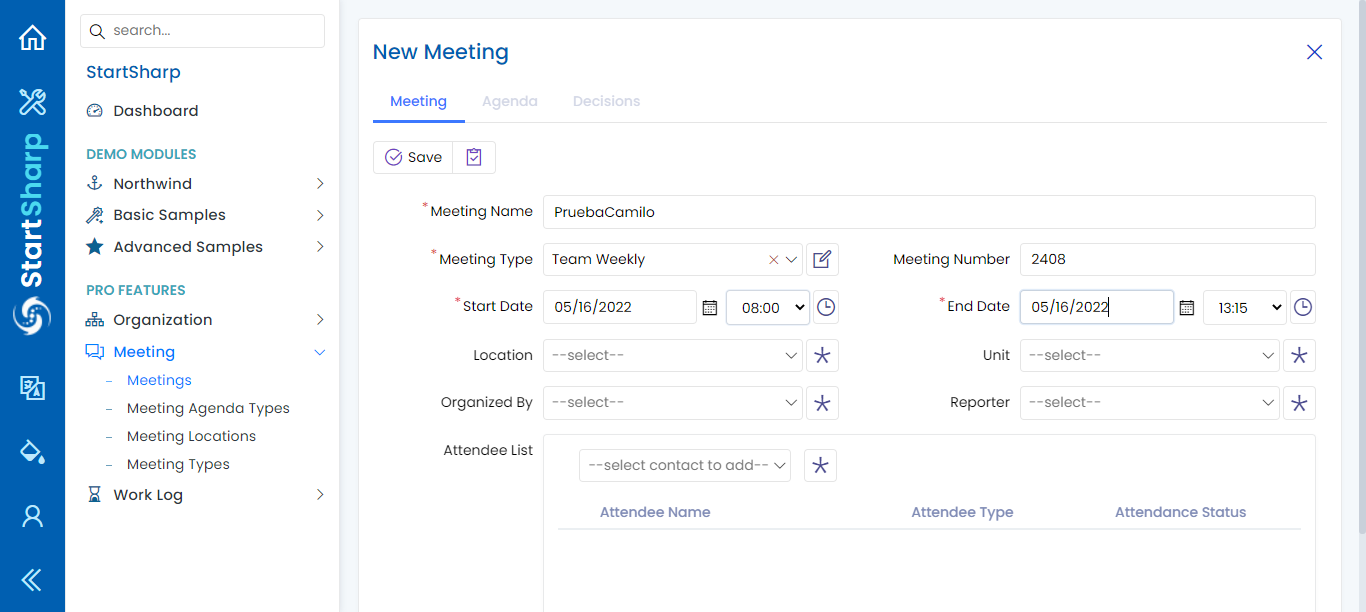 search...
StartSharp
StartSharp
Dashboard
DEMO MODULES
Northwind
Basic Samples
Advanced Samples
PRO FEATURES
Organization
Meeting
– Meetings
– Meeting Agenda Types
– Meeting Locations
– Meeting Types
Work Log
New Meeting
Meeting Agenda Decisions
Save
*Meeting Name PruebaCamilo
*Meeting Type Team Weekly Meeting Number 2408
*Start Date 05/16/2022 08:00 *End Date 05/16/2022 13:15
Location --select-- Unit --select--
Organized By --select-- Reporter --select--
Attendee List
--select contact to add--
Attendee Name Attendee Type Attendance Status